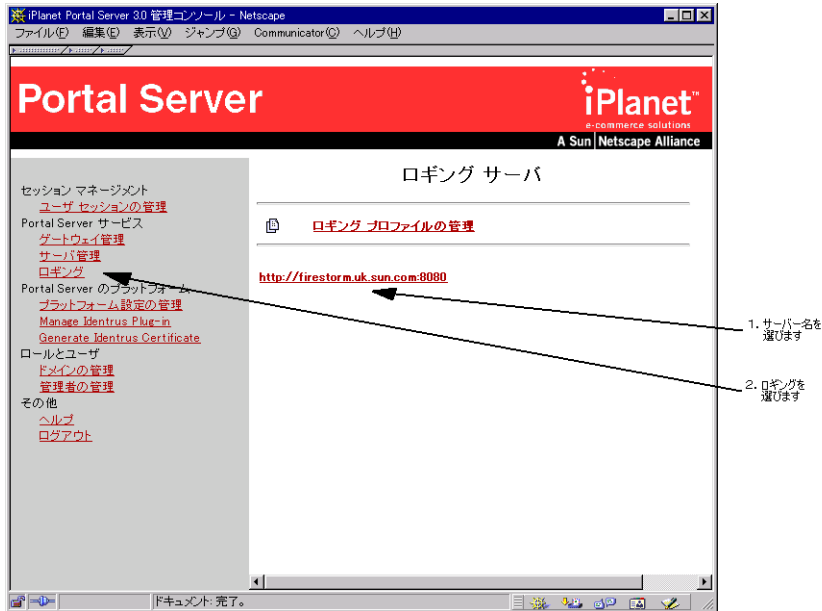 iPlanet Portal Server 3.0 管理コンソール - Netscape
ファイル(F) 編集(E) 表示(V) ジャンプ(G) Communicator(C) ヘルプ(H)
Portal Server
iPlanet™
e-commerce solutions
A Sun | Netscape Alliance
セッション マネージメント
ユーザ セッションの管理
Portal Server サービス
ゲートウェイ管理
サーバ管理
ロギング
Portal Server のプラットフォーム
プラットフォーム設定の管理
Manage Identrus Plug-in
Generate Identrus Certificate
ロールとユーザ
ドメインの管理
管理者の管理
その他
ヘルプ
ログアウト
ロギング サーバ
ロギング プロファイルの管理
http://firestorm.uk.sun.com:8080
1. サーバー名を
選びます
2. ロギングを
選びます
ドキュメント: 完了。